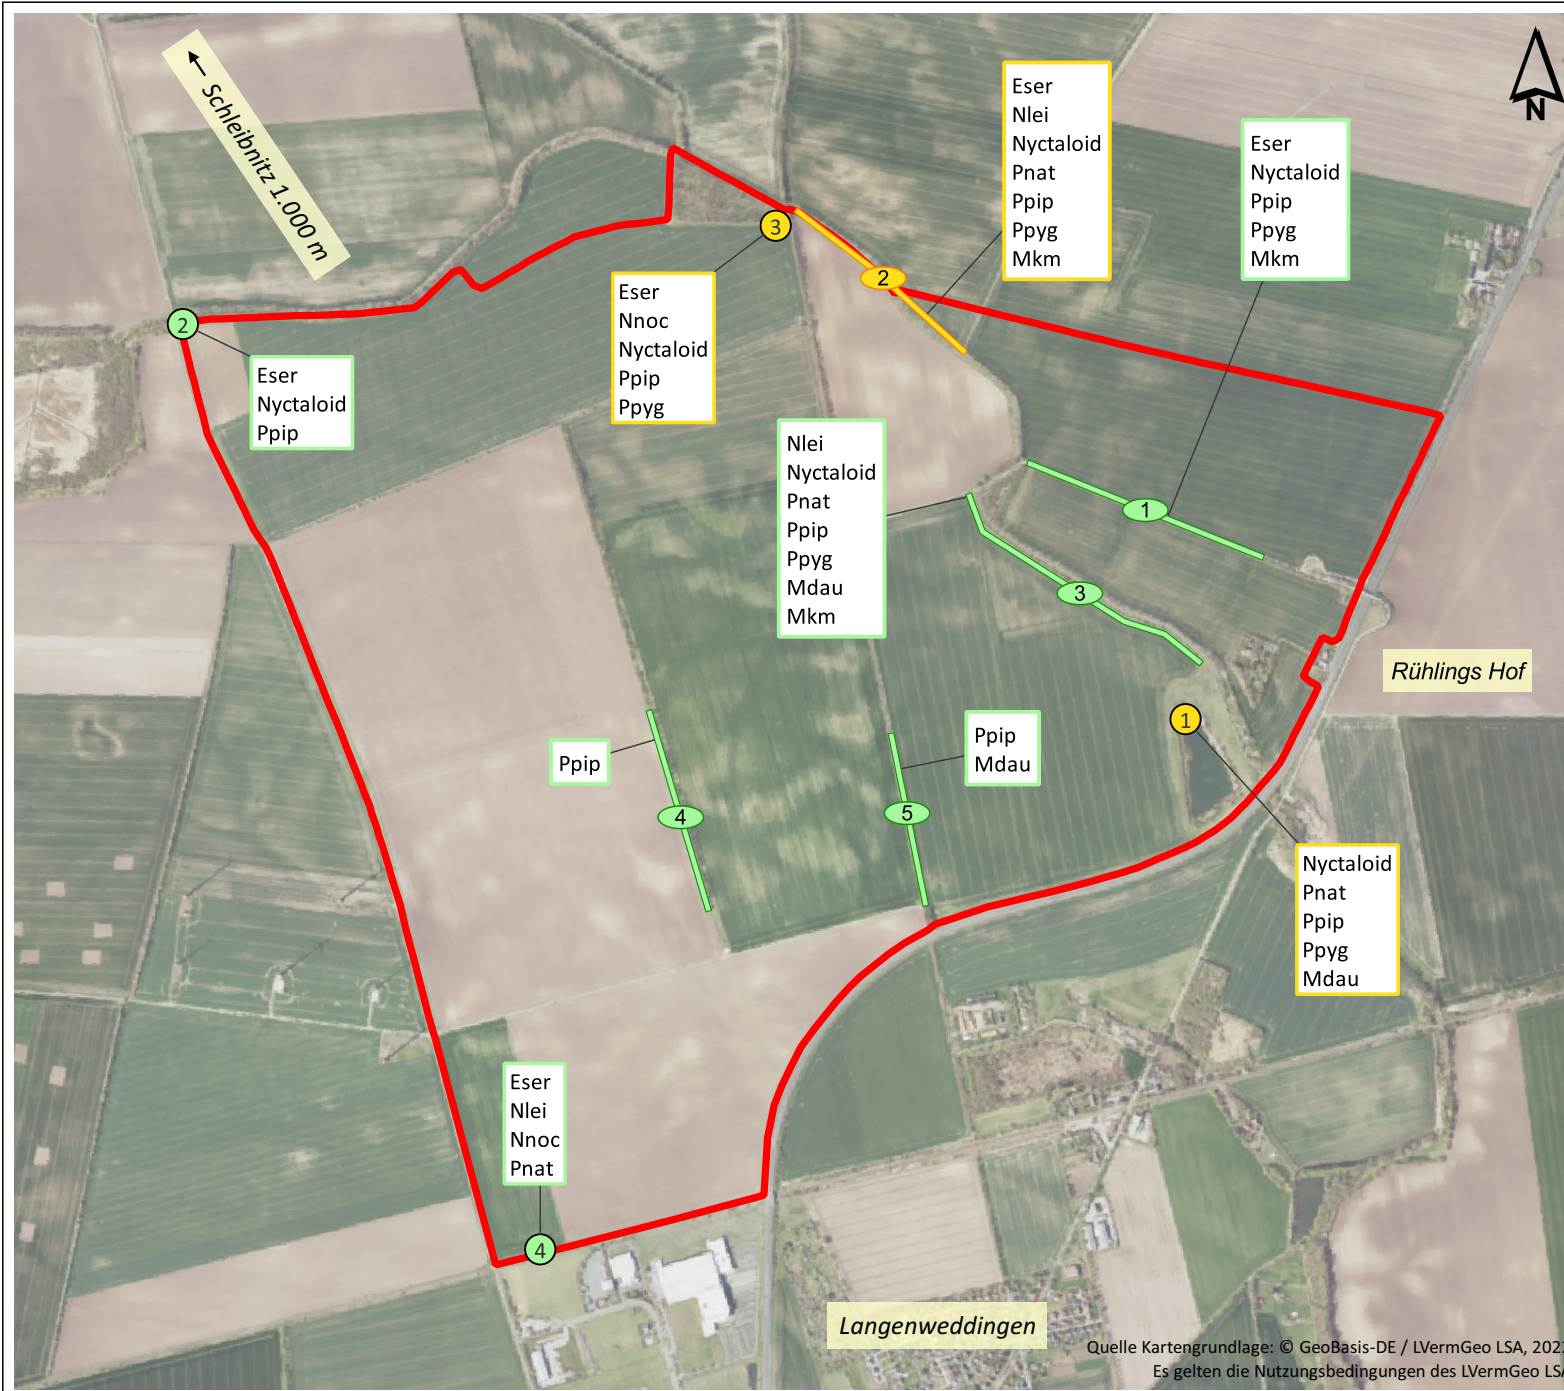 ← Schleibnitz 1.000 m
N
Eser
Nlei
Nyctaloid
Pnat
Ppip
Ppyg
Mkm
Eser
Nyctaloid
Ppip
Ppyg
Mkm
3
2
Eser
Nnoc
Nyctaloid
Ppip
Ppyg
2
Eser
Nyctaloid
Ppip
Nlei
Nyctaloid
Pnat
Ppip
Ppyg
Mdau
Mkm
1
3
Rühlings Hof
1
Ppip
Ppip
Mdau
4
5
Nyctaloid
Pnat
Ppip
Ppyg
Mdau
Eser
Nlei
Nnoc
Pnat
4
Langenweddingen
Quelle Kartengrundlage: © GeoBasis-DE / LVermGeo LSA,
Es gelten die Nutzungsbedingungen des LVermGeo